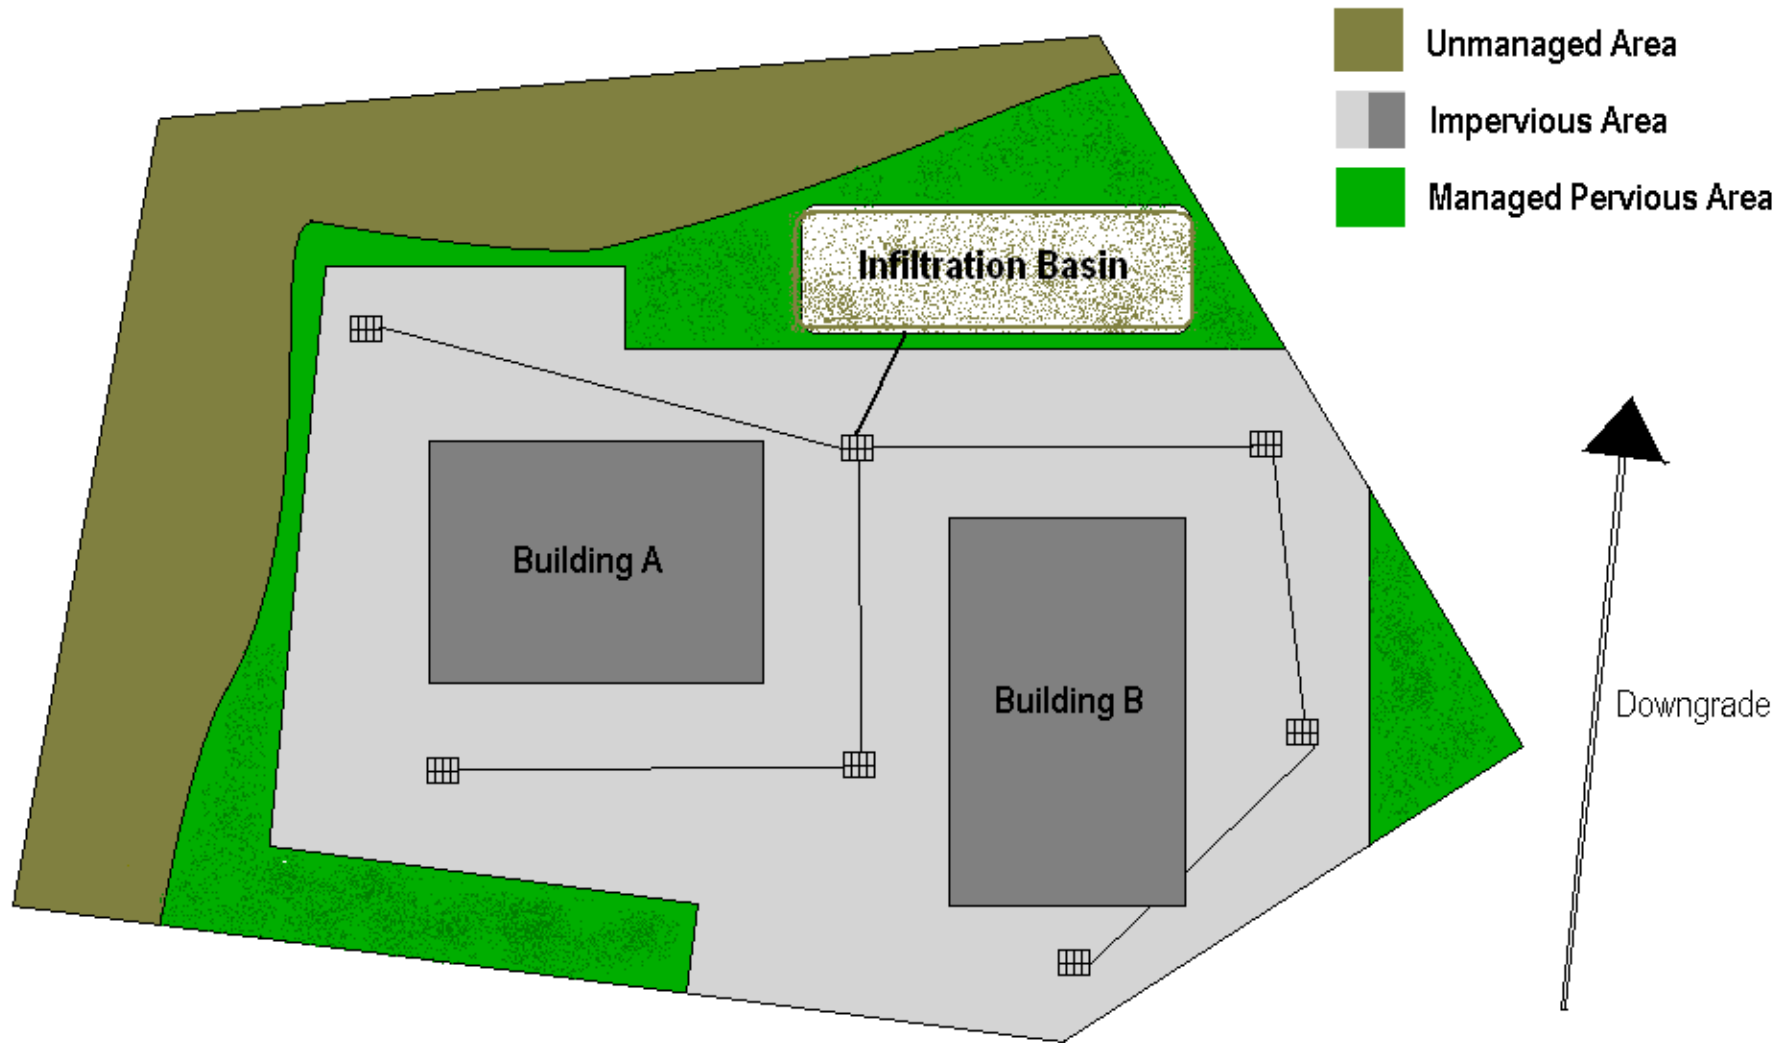 Unmanaged Area
Impervious Area
Managed Pervious Area
Infiltration Basin
Building A
Building B
Downgrade